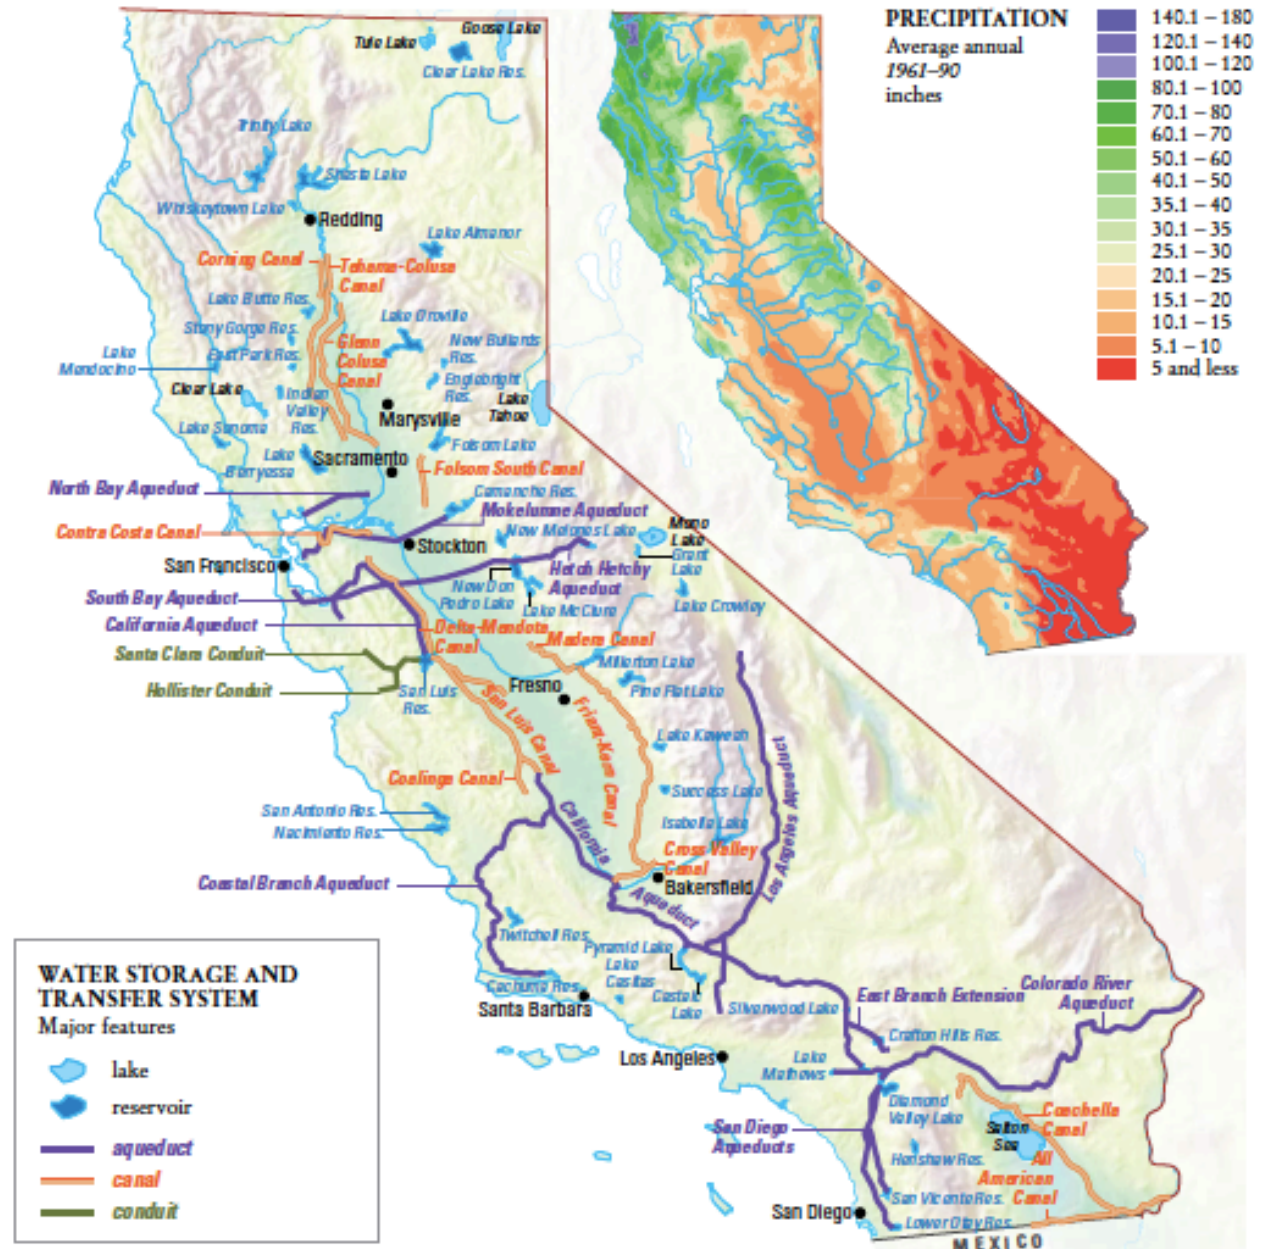 PRECIPITATION
Average annual
1961–90
inches
140.1 – 180
120.1 – 140
100.1 – 120
80.1 – 100
70.1 – 80
60.1 – 70
50.1 – 60
40.1 – 50
35.1 – 40
30.1 – 35
25.1 – 30
20.1 – 25
15.1 – 20
10.1 – 15
5.1 – 10
5 and less
Goose Lake
Tule Lake
Clear Lake Res.
Trinity Lake
Shasta Lake
Whiskeytown Lake
Redding
Lake Almanor
Corning Canal
Tehama-Colusa
Canal
Lake Butte Res.
Lake Oroville
Stony Gorge Res.
Glenn
Colusa
Canal
New Bullards
Res.
East Park Res.
Lake
Mendocino
Englebright
Res.
Clear Lake
Indian
Valley
Res.
Lake
Tahoe
Marysville
Lake Sonoma
Folsom Lake
Lake
Berryessa
Sacramento
Folsom South Canal
North Bay Aqueduct
Camanche Res.
Mokelumne Aqueduct
Contra Costa Canal
New Melones Lake
Mono
Lake
Stockton
Grant
Lake
San Francisco
Hetch Hetchy
Aqueduct
New Don
Pedro Lake
Lake McClure
Lake Crowley
South Bay Aqueduct
California Aqueduct
Delta-Mendota
Canal
Madera Canal
Santa Clara Conduit
Millerton Lake
Hollister Conduit
San Luis
Res.
Fresno
Pine Flat Lake
San Luis Canal
Friant-Kern Canal
Lake Kaweah
Los Angeles Aqueduct
Coalinga Canal
Success Lake
San Antonio Res.
Nacimiento Res.
California
Aqueduct
Isabella Lake
Cross Valley
Canal
Bakersfield
Coastal Branch Aqueduct
Twitchell Res.
Pyramid Lake
Lake
Casitas
Castaic
Lake
Cachuma Res.
Santa Barbara
Silverwood Lake
East Branch Extension
Colorado River
Aqueduct
Crafton Hills Res.
Los Angeles
Lake
Mathews
Diamond
Valley Lake
Coachella
Canal
San Diego
Aqueducts
Salton
Sea
Henshaw Res.
All
American
Canal
San Vicente Res.
San Diego
Lower Otay Res.
MEXICO
WATER STORAGE AND
TRANSFER SYSTEM
Major features
lake
reservoir
aqueduct
canal
conduit